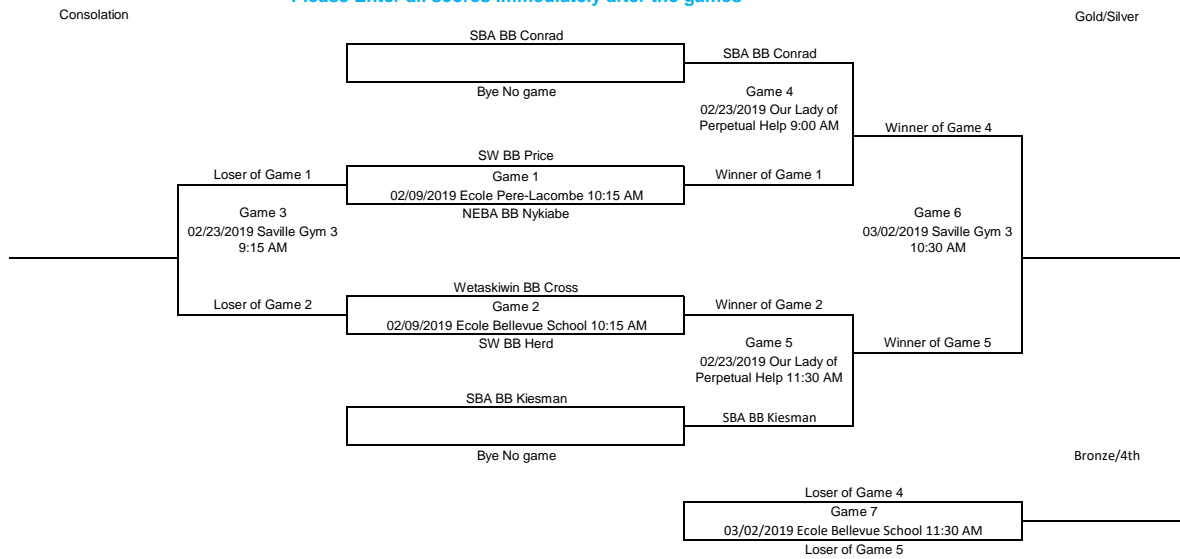 Please Enter all scores immediately after the games
Consolation
Gold/Silver
SBA BB Conrad
SBA BB Conrad
Bye No game
Game 4
02/23/2019 Our Lady of
Perpetual Help 9:00 AM
Winner of Game 4
SW BB Price
Loser of Game 1
Game 1
Winner of Game 1
02/09/2019 Ecole Pere-Lacombe 10:15 AM
NEBA BB Nykiabe
Game 3
02/23/2019 Saville Gym 3
9:15 AM
Game 6
03/02/2019 Saville Gym 3
10:30 AM
Wetaskiwin BB Cross
Loser of Game 2
Game 2
Winner of Game 2
02/09/2019 Ecole Bellevue School 10:15 AM
SW BB Herd
Game 5
02/23/2019 Our Lady of
Perpetual Help 11:30 AM
Winner of Game 5
SBA BB Kiesman
SBA BB Kiesman
Bye No game
Bronze/4th
Loser of Game 4
Game 7
03/02/2019 Ecole Bellevue School 11:30 AM
Loser of Game 5